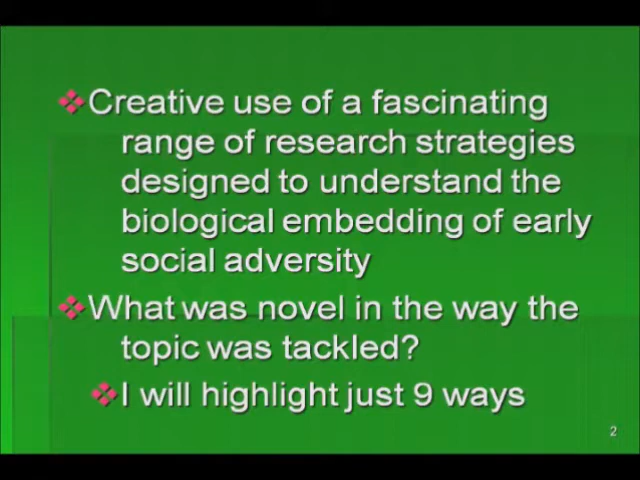 Creative use of a fascinating
range of research strategies
designed to understand the
biological embedding of early
social adversity
What was novel in the way the
topic was tackled?
I will highlight just 9 ways
2